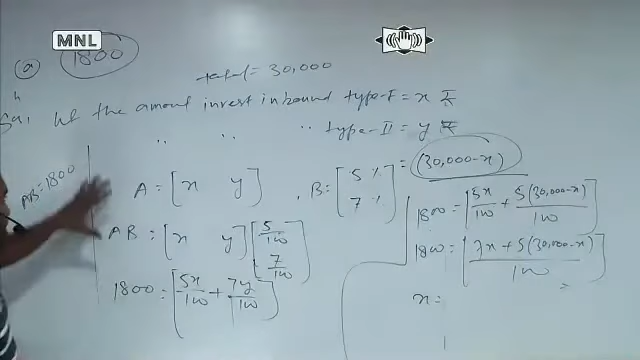 MNL
(a) 1800
total = 30,000
Let the amount invest in bound type-I = x ₹
" " " type-II = y ₹
= (30,000-x)
AB = 1800
A = [x y], B = [5 % 7 %]
AB = [x y] [5/100 7/100]
1800 = [5x/100 + 7y/100]
1800 = [5x/100 + 5(30,000-x)/100]
1800 = [7x + 5(30,000-x)/100]
x =